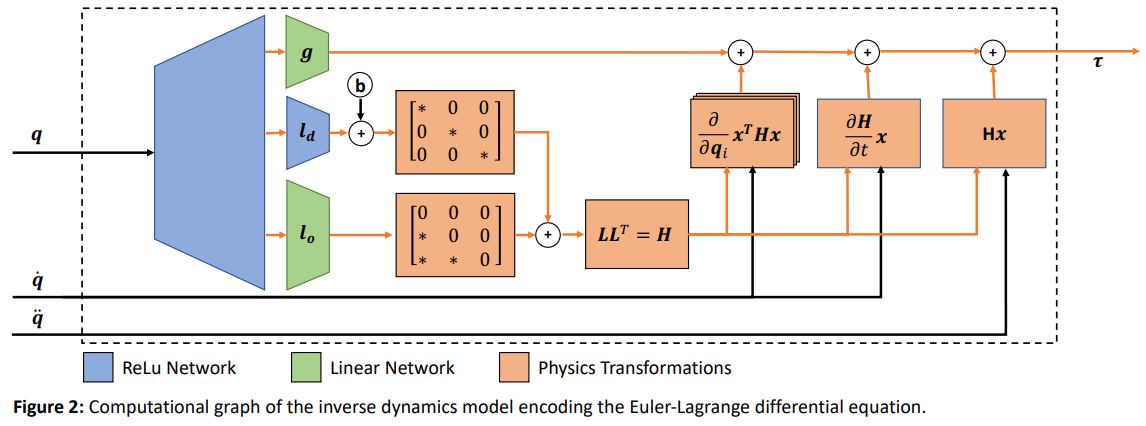 g
b
l_d
[* 0 0
0 * 0
0 0 *]
∂/∂q_i x^T Hx
∂H/∂t x
Hx
τ
q
l_o
[0 0 0
* 0 0
* * 0]
LL^T = H
+ + + + +
q̇
q̈
ReLu Network
Linear Network
Physics Transformations
Figure 2: Computational graph of the inverse dynamics model encoding the Euler-Lagrange differential equation.